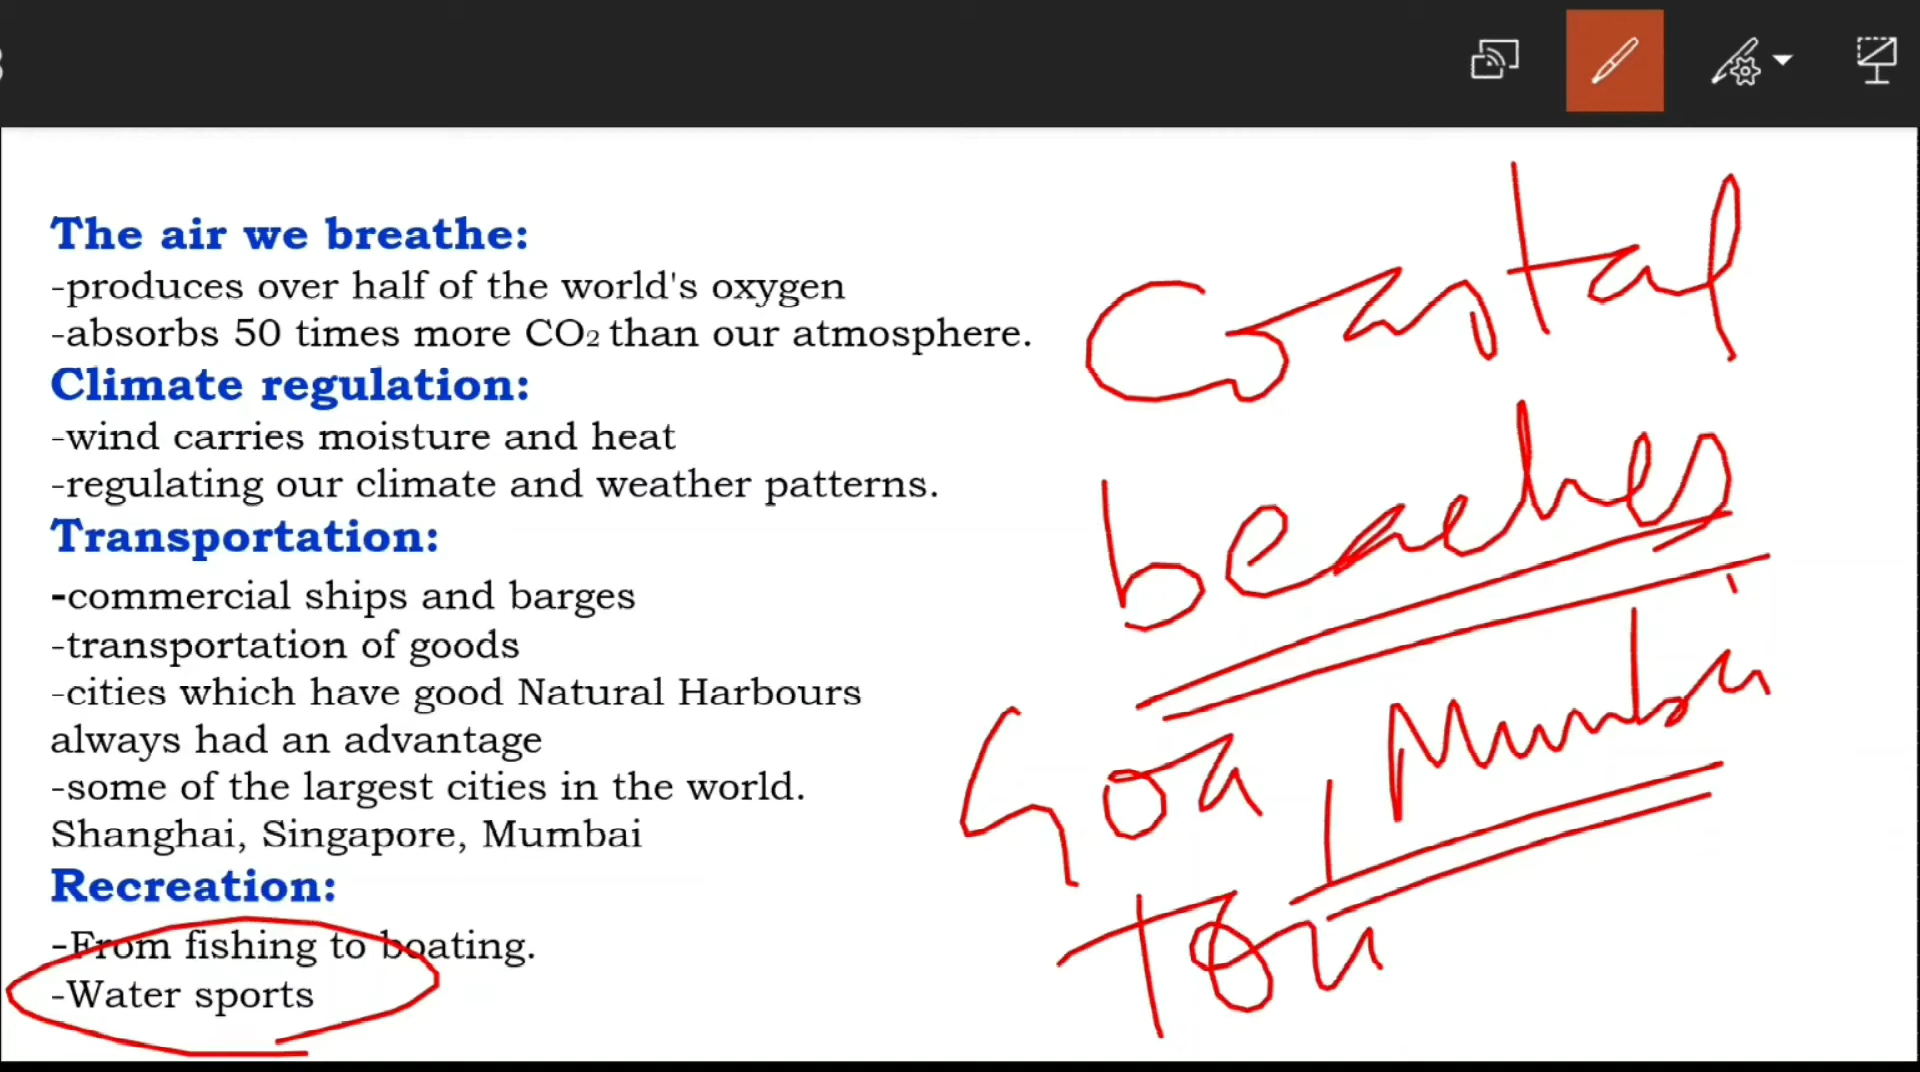 The air we breathe:
-produces over half of the world's oxygen
-absorbs 50 times more CO₂ than our atmosphere.
Climate regulation:
-wind carries moisture and heat
-regulating our climate and weather patterns.
Transportation:
-commercial ships and barges
-transportation of goods
-cities which have good Natural Harbours
always had an advantage
-some of the largest cities in the world.
Shanghai, Singapore, Mumbai
Recreation:
-From fishing to boating.
-Water sports
Coastal
beaches
Goa, Mumbai
Tou